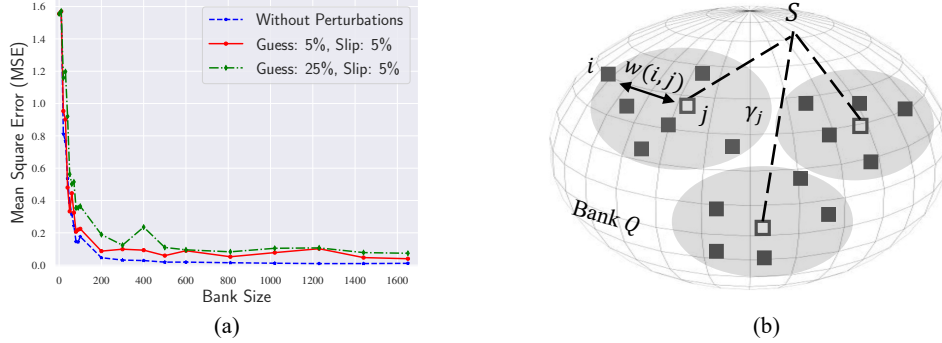 Without Perturbations
Guess: 5%, Slip: 5%
Guess: 25%, Slip: 5%
Mean Square Error (MSE)
1.6
1.4
1.2
1.0
0.8
0.6
0.4
0.2
0.0
0
200
400
600
800
1000
1200
1400
1600
Bank Size
(a)
S
i
w(i, j)
j
γj
Bank Q
(b)